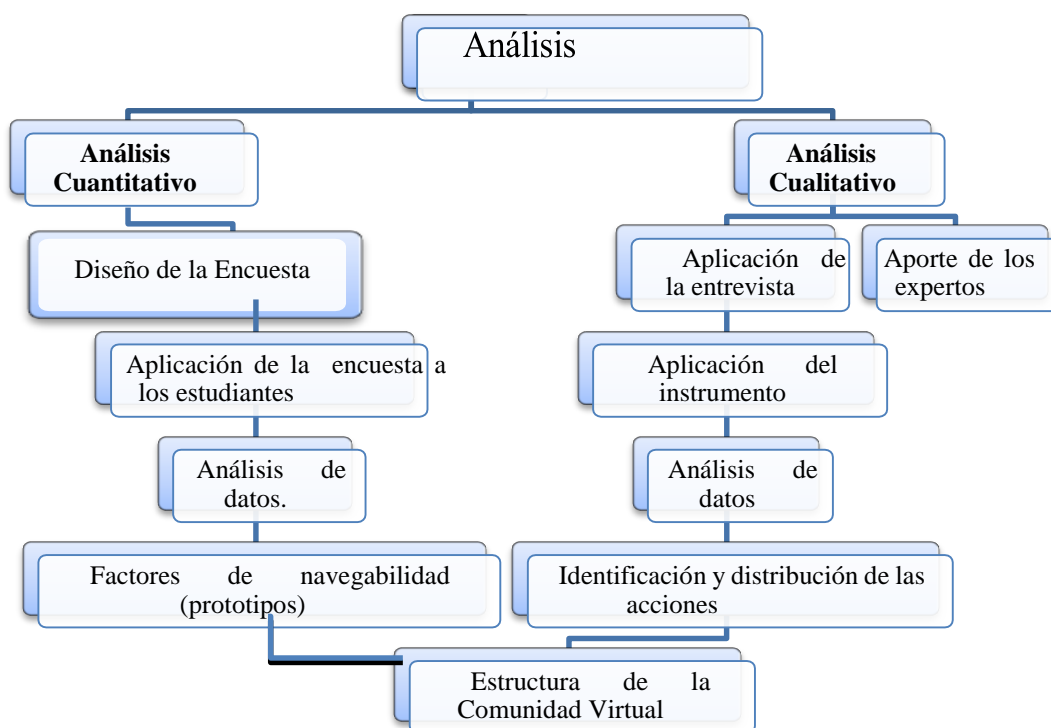 Análisis
Análisis
Cuantitativo
Análisis
Cualitativo
Diseño de la Encuesta
Aplicación de
la entrevista
Aporte de los
expertos
Aplicación de la encuesta a
los estudiantes
Aplicación del
instrumento
Análisis de
datos.
Análisis de
datos
Factores de navegabilidad
(prototipos)
Identificación y distribución de las
acciones
Estructura de la
Comunidad Virtual